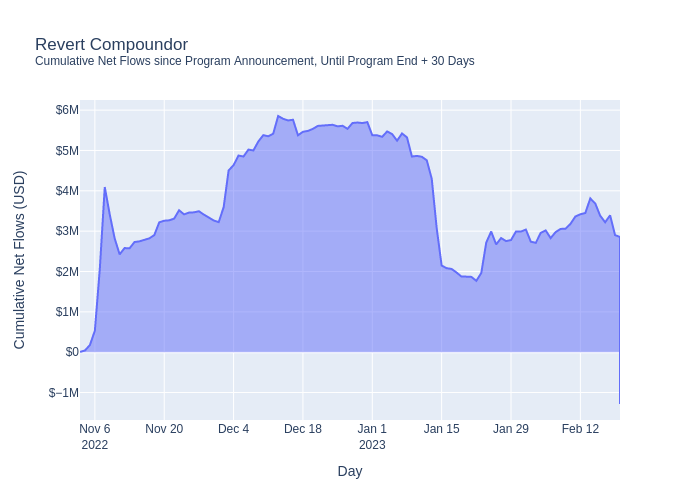 Revert Compoundor
Cumulative Net Flows since Program Announcement, Until Program End + 30 Days
Cumulative Net Flows (USD)
$6M
$5M
$4M
$3M
$2M
$1M
$0
$−1M
Nov 6 Nov 20 Dec 4 Dec 18 Jan 1 Jan 15 Jan 29 Feb 12
2022 2023
Day